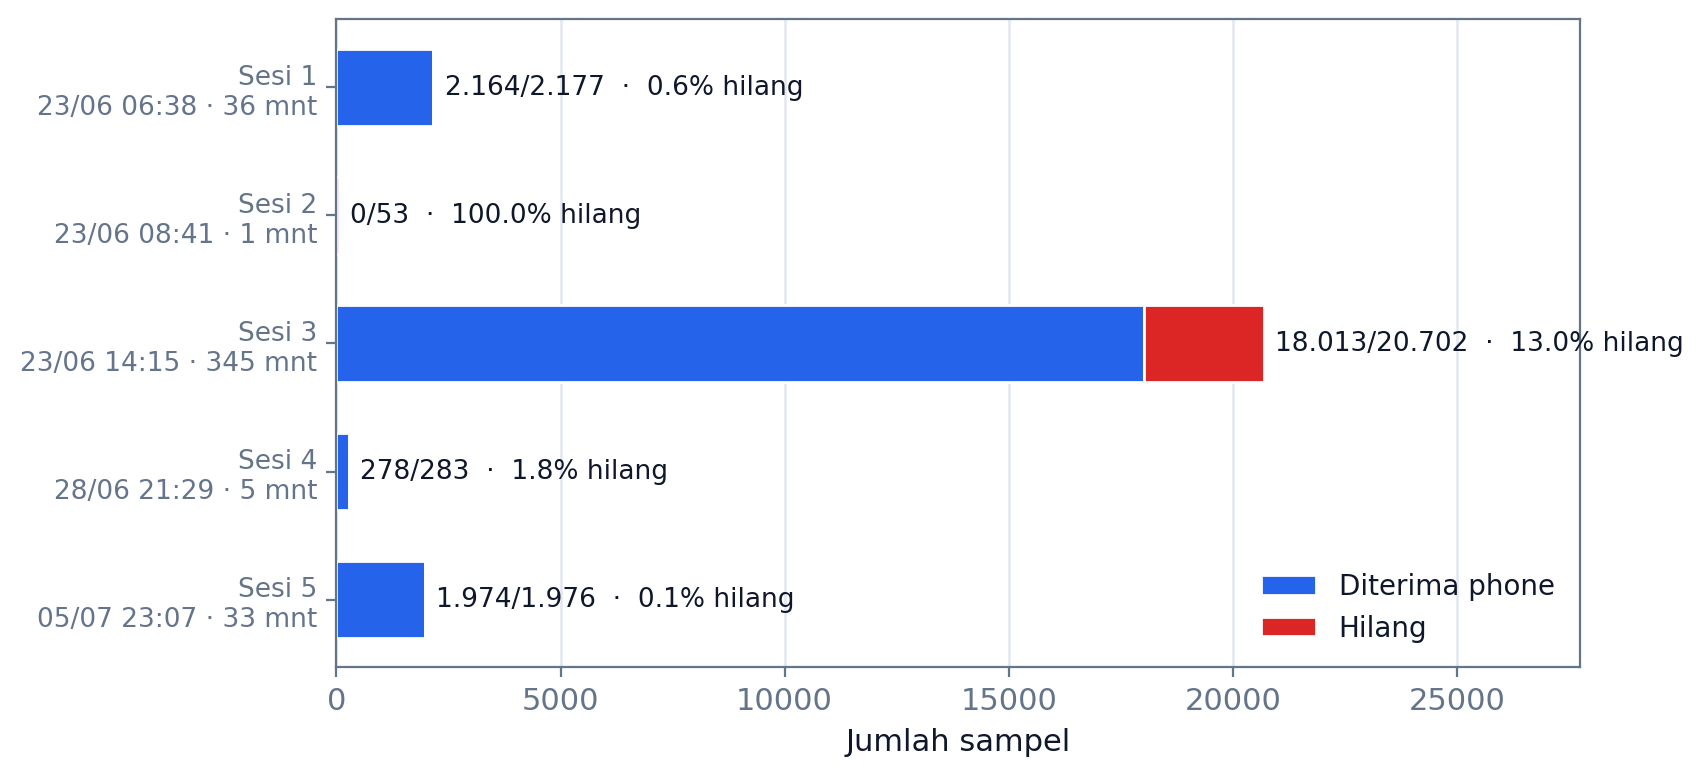 Sesi 1
23/06 06:38 · 36 mnt
2.164/2.177 · 0.6% hilang
Sesi 2
23/06 08:41 · 1 mnt
0/53 · 100.0% hilang
Sesi 3
23/06 14:15 · 345 mnt
18.013/20.702 · 13.0% hilang
Sesi 4
28/06 21:29 · 5 mnt
278/283 · 1.8% hilang
Sesi 5
05/07 23:07 · 33 mnt
1.974/1.976 · 0.1% hilang
Diterima phone
Hilang
0 5000 10000 15000 20000 25000
Jumlah sampel